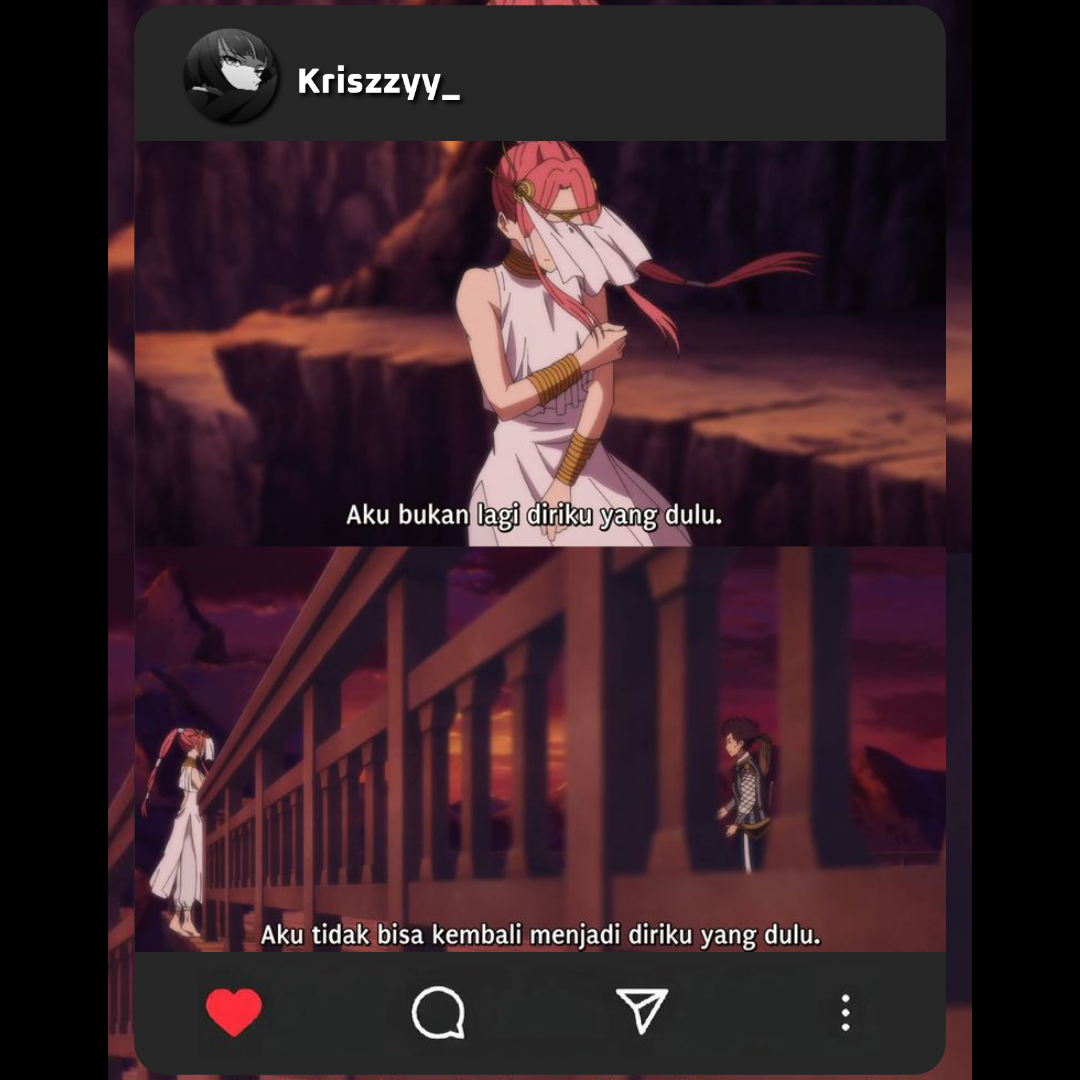 Kriszzyy_
Aku bukan lagi diriku yang dulu.
Aku tidak bisa kembali menjadi diriku yang dulu.